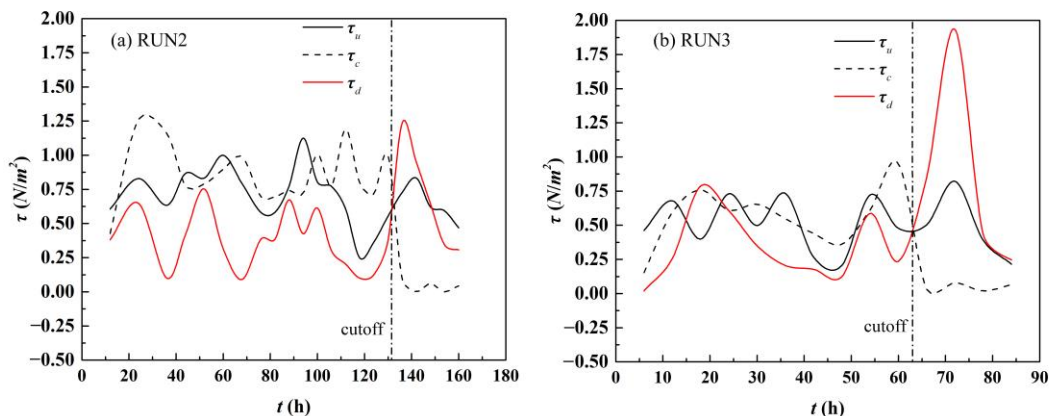 (a) RUN2
τu
τc
τd
cutoff
τ (N/m²)
2.00
1.75
1.50
1.25
1.00
0.75
0.50
0.25
0.00
−0.25
−0.50
0 20 40 60 80 100 120 140 160 180
t (h)
(b) RUN3
τu
τc
τd
cutoff
τ (N/m²)
2.00
1.75
1.50
1.25
1.00
0.75
0.50
0.25
0.00
−0.25
−0.50
0 10 20 30 40 50 60 70 80 90
t (h)